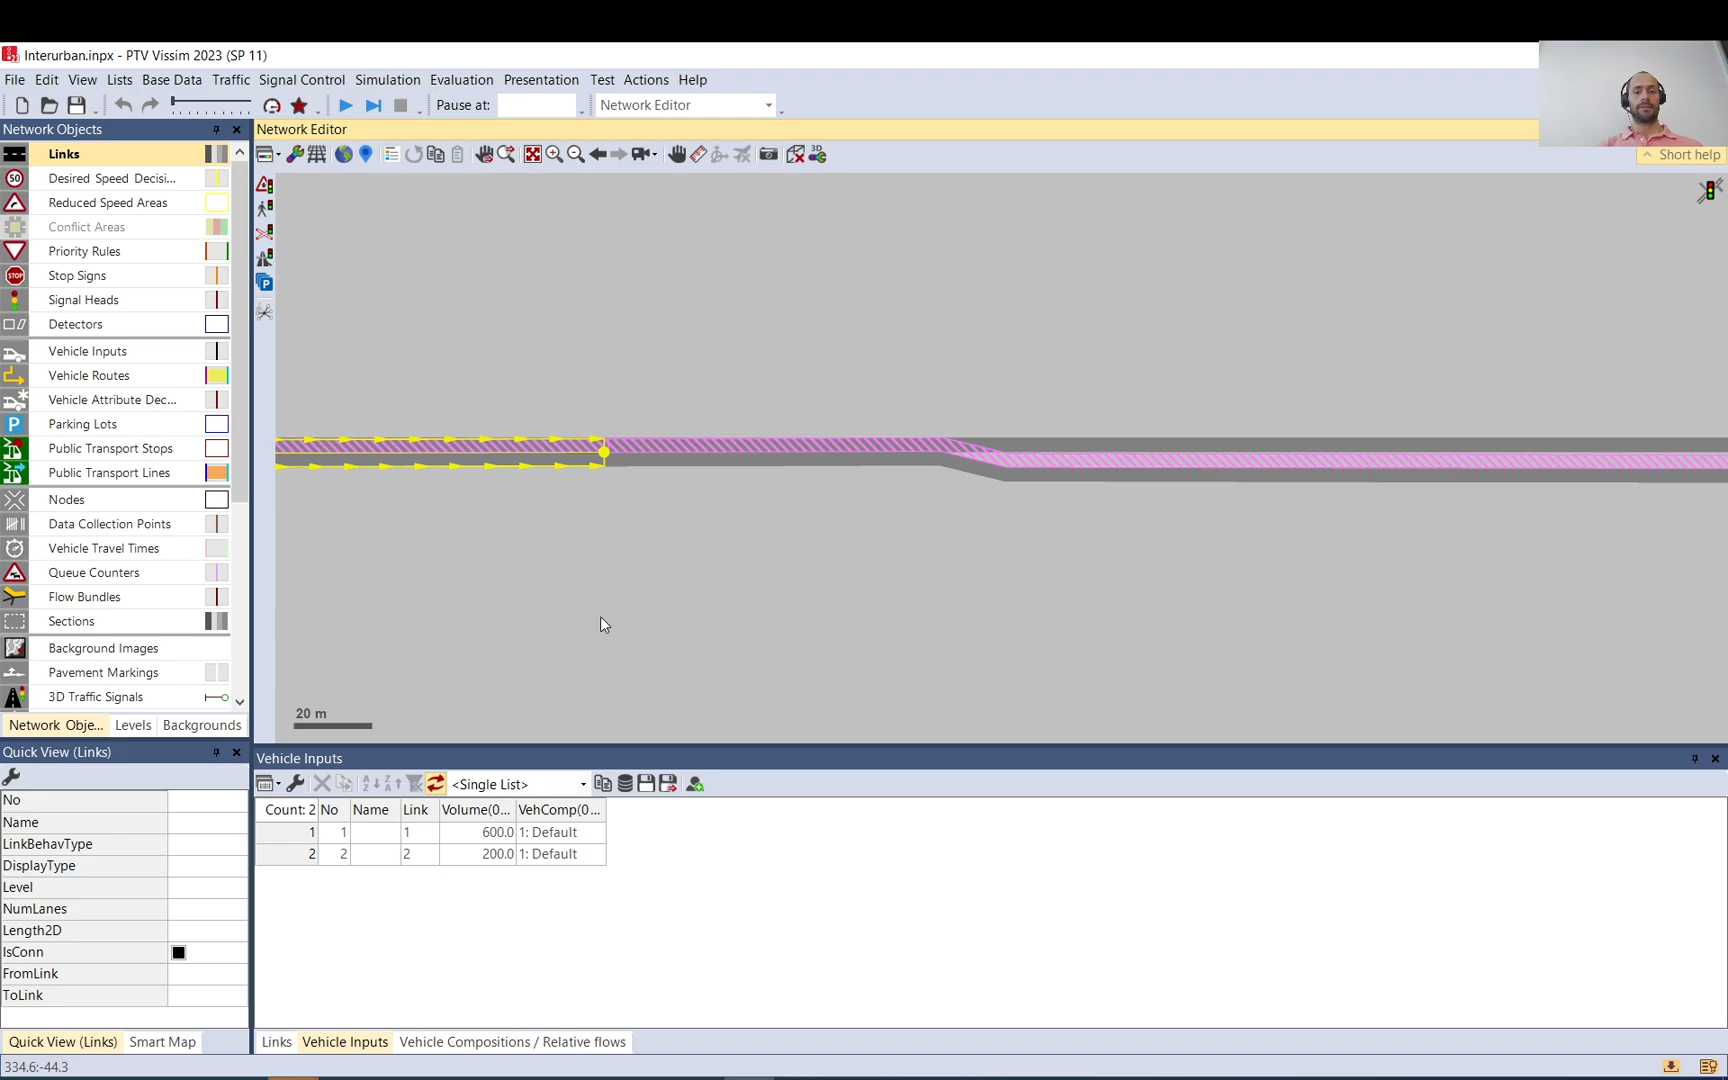 Interurban.inpx - PTV Vissim 2023 (SP 11)
File Edit View Lists Base Data Traffic Signal Control Simulation Evaluation Presentation Test Actions Help
Pause at: Network Editor
Network Objects
Network Editor
Short help
Links
50 Desired Speed Decisi...
Reduced Speed Areas
Conflict Areas
Priority Rules
STOP Stop Signs
Signal Heads
Detectors
Vehicle Inputs
Vehicle Routes
Vehicle Attribute Dec...
P Parking Lots
Public Transport Stops
Public Transport Lines
Nodes
Data Collection Points
Vehicle Travel Times
Queue Counters
Flow Bundles
Sections
Background Images
Pavement Markings
3D Traffic Signals
Network Obje... Levels Backgrounds
3D
P
20 m
Quick View (Links)
No
Name
LinkBehavType
DisplayType
Level
NumLanes
Length2D
IsConn
FromLink
ToLink
Quick View (Links) Smart Map
Vehicle Inputs
<Single List>
Count: 2 No Name Link Volume(0... VehComp(0...
1 1 1 600.0 1: Default
2 2 2 200.0 1: Default
Links Vehicle Inputs Vehicle Compositions / Relative flows
334.6:-44.3